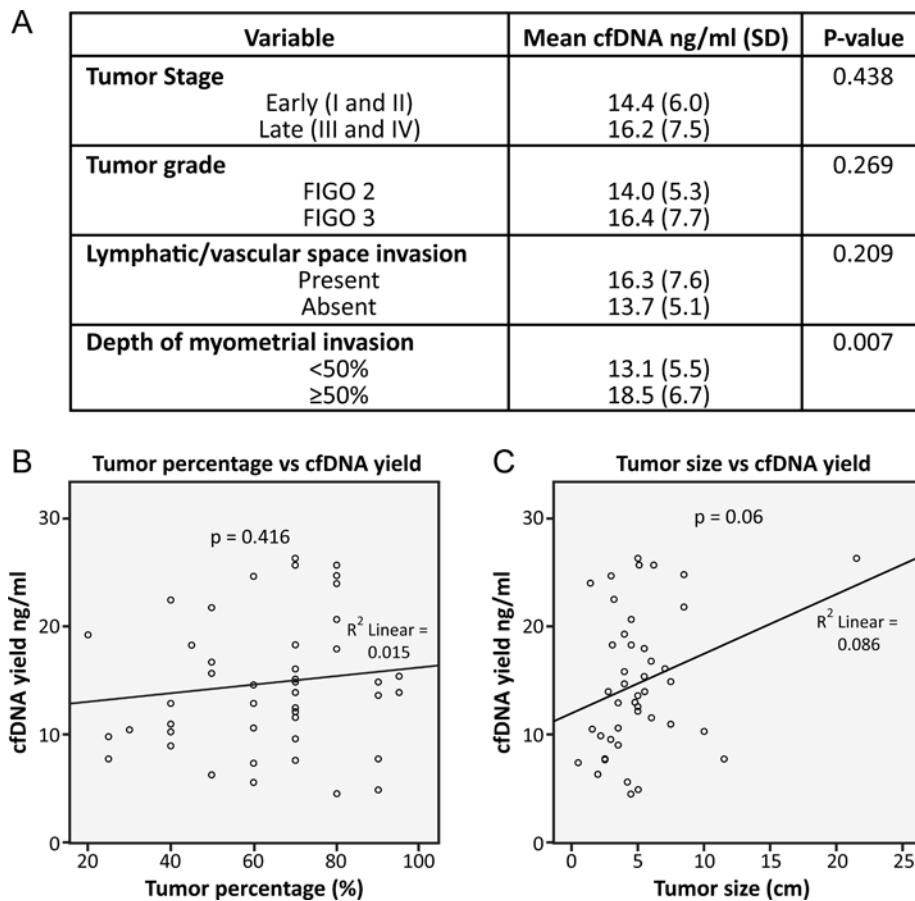 A
Variable Mean cfDNA ng/ml (SD) P-value
Tumor Stage 0.438
Early (I and II) 14.4 (6.0)
Late (III and IV) 16.2 (7.5)
Tumor grade 0.269
FIGO 2 14.0 (5.3)
FIGO 3 16.4 (7.7)
Lymphatic/vascular space invasion 0.209
Present 16.3 (7.6)
Absent 13.7 (5.1)
Depth of myometrial invasion 0.007
<50% 13.1 (5.5)
≥50% 18.5 (6.7)
B
Tumor percentage vs cfDNA yield
cfDNA yield ng/ml
30
20
10
0
p = 0.416
R² Linear =
0.015
20 40 60 80 100
Tumor percentage (%)
C
Tumor size vs cfDNA yield
cfDNA yield ng/ml
30
20
10
0
p = 0.06
R² Linear =
0.086
0 5 10 15 20 25
Tumor size (cm)